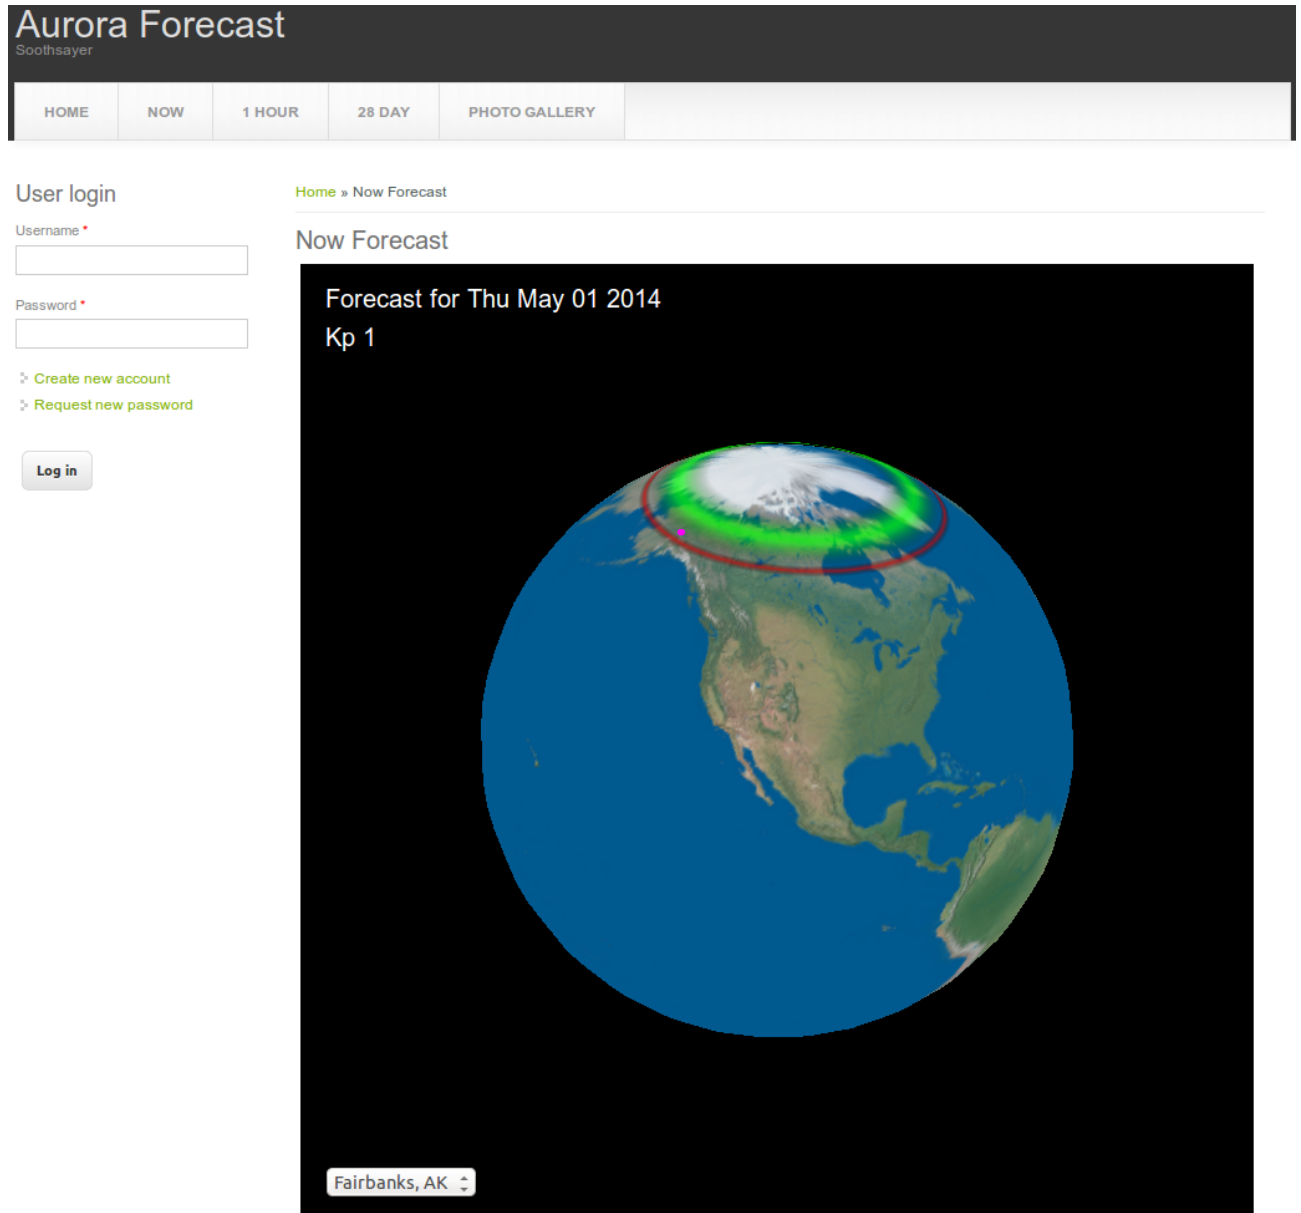 Aurora Forecast
Soothsayer
HOME NOW 1 HOUR 28 DAY PHOTO GALLERY
User login
Username *
Password *
Create new account
Request new password
Log in
Home » Now Forecast
Now Forecast
Forecast for Thu May 01 2014
Kp 1
Fairbanks, AK